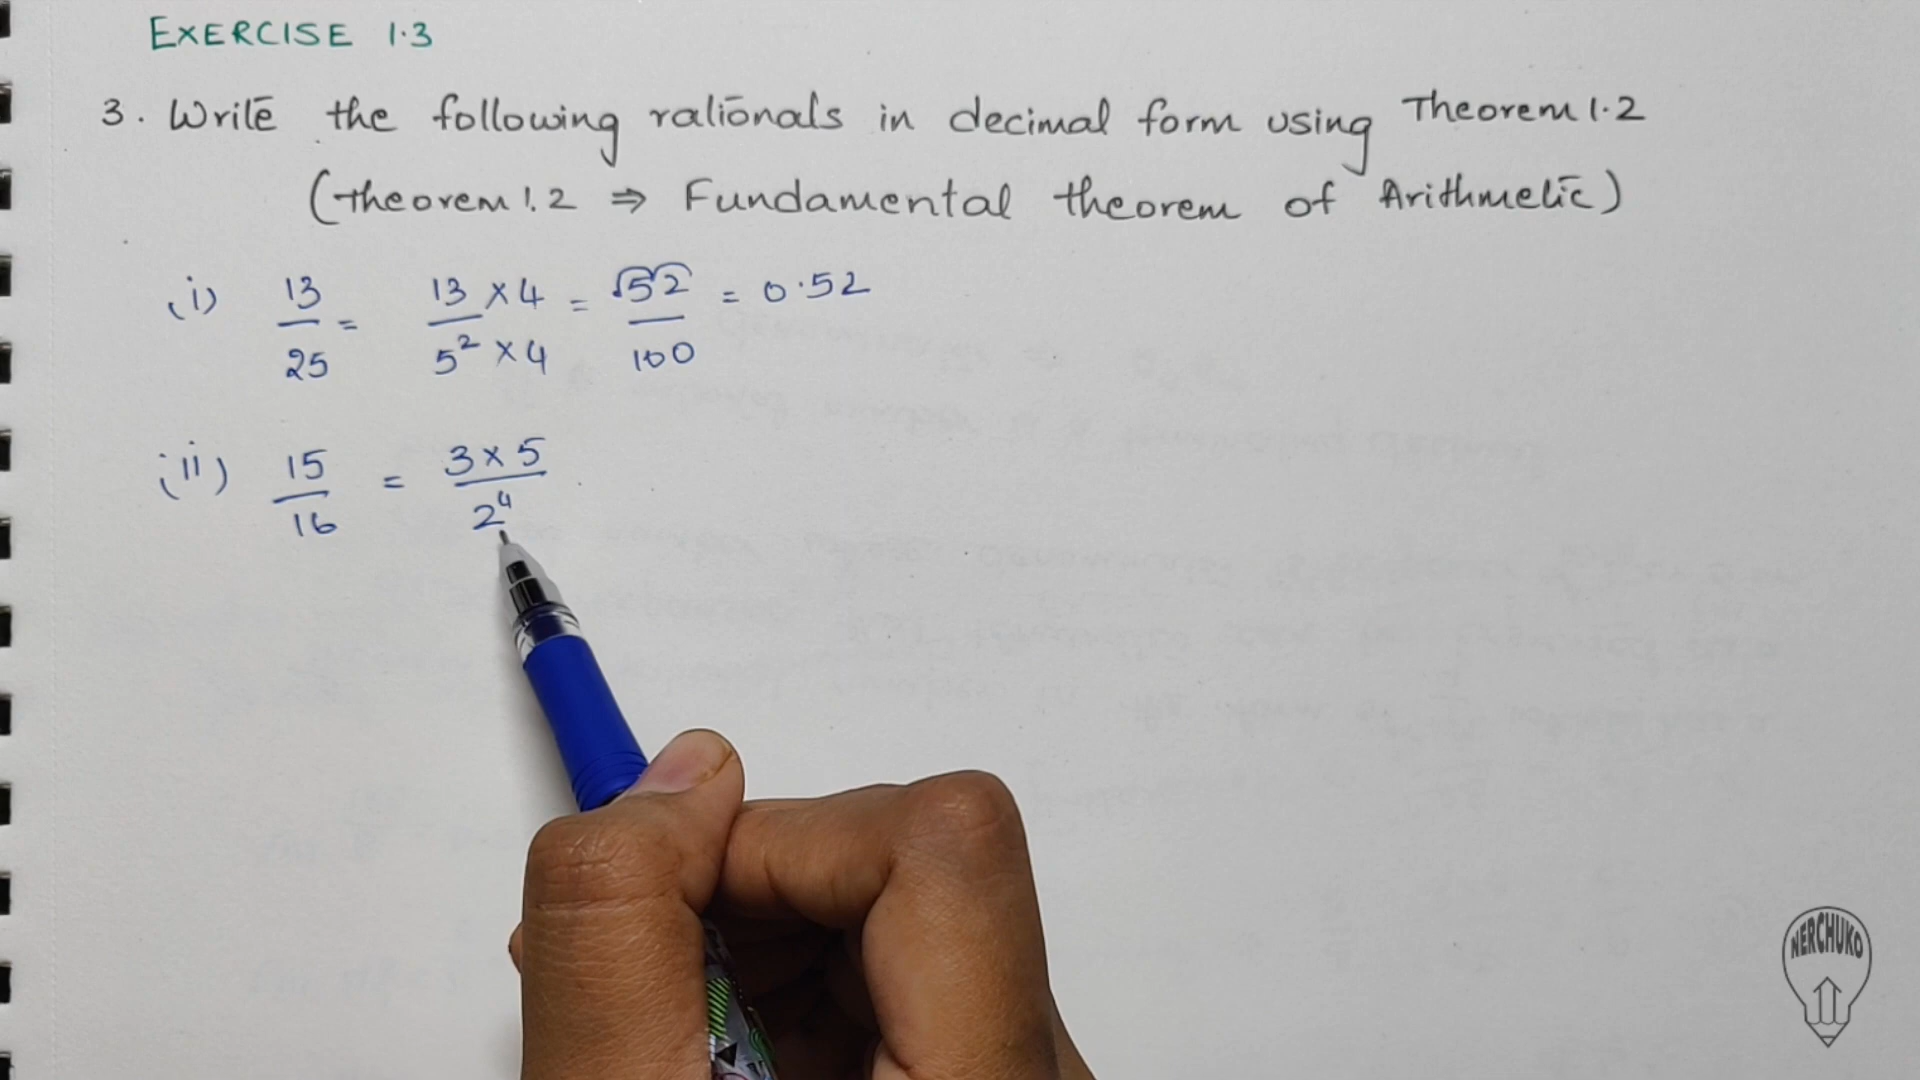 EXERCISE 1.3
3. Write the following rationals in decimal form using Theorem 1.2
(Theorem 1.2 ⇒ Fundamental theorem of Arithmetic)
(i) 13/25 = 13 × 4 / 5² × 4 = 52/100 = 0.52
(ii) 15/16 = 3 × 5 / 2⁴
NERCHUKO